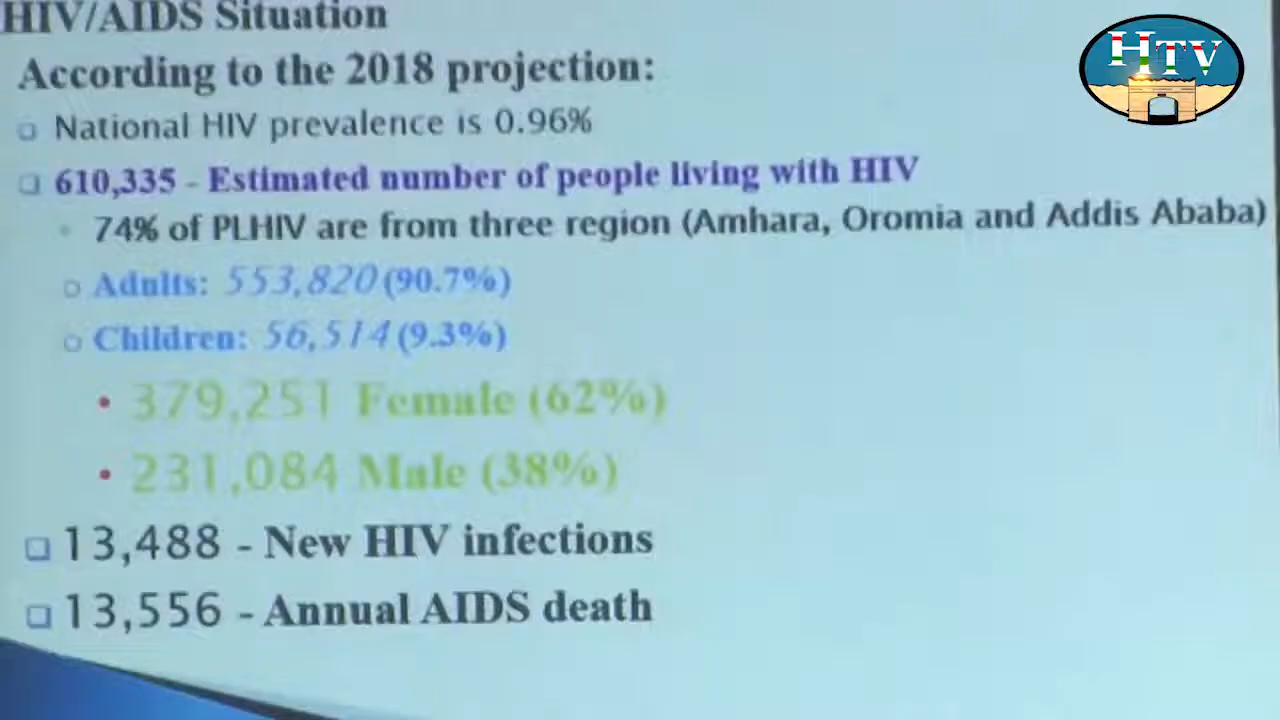 HIV/AIDS Situation
According to the 2018 projection:
National HIV prevalence is 0.96%
610,335 - Estimated number of people living with HIV
74% of PLHIV are from three region (Amhara, Oromia and Addis Ababa)
Adults: 553,820 (90.7%)
Children: 56,514 (9.3%)
379,251 Female (62%)
231,084 Male (38%)
13,488 - New HIV infections
13,556 - Annual AIDS death
HTV